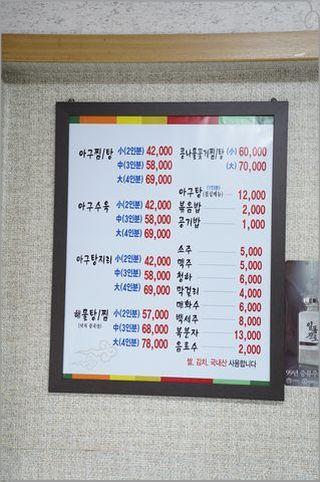 아구찜/탕 小(2인분) 42,000
中(3인분) 58,000
大(4인분) 69,000
아구수육 小(2인분) 42,000
中(3인분) 58,000
大(4인분) 69,000
아구탕지리 小(2인분) 42,000
中(3인분) 58,000
大(4인분) 69,000
해물탕/찜 小(2인분) 57,000
中(3인분) 68,000
大(4인분) 78,000
(小) 60,000
(大) 70,000
아구탕 12,000
볶음밥 2,000
공기밥 1,000
소주 5,000
맥주 5,000
청하 6,000
막걸리 4,000
매화수 6,000
백세주 8,000
복분자 13,000
음료수 2,000
쌀, 김치, 국내산 사용합니다